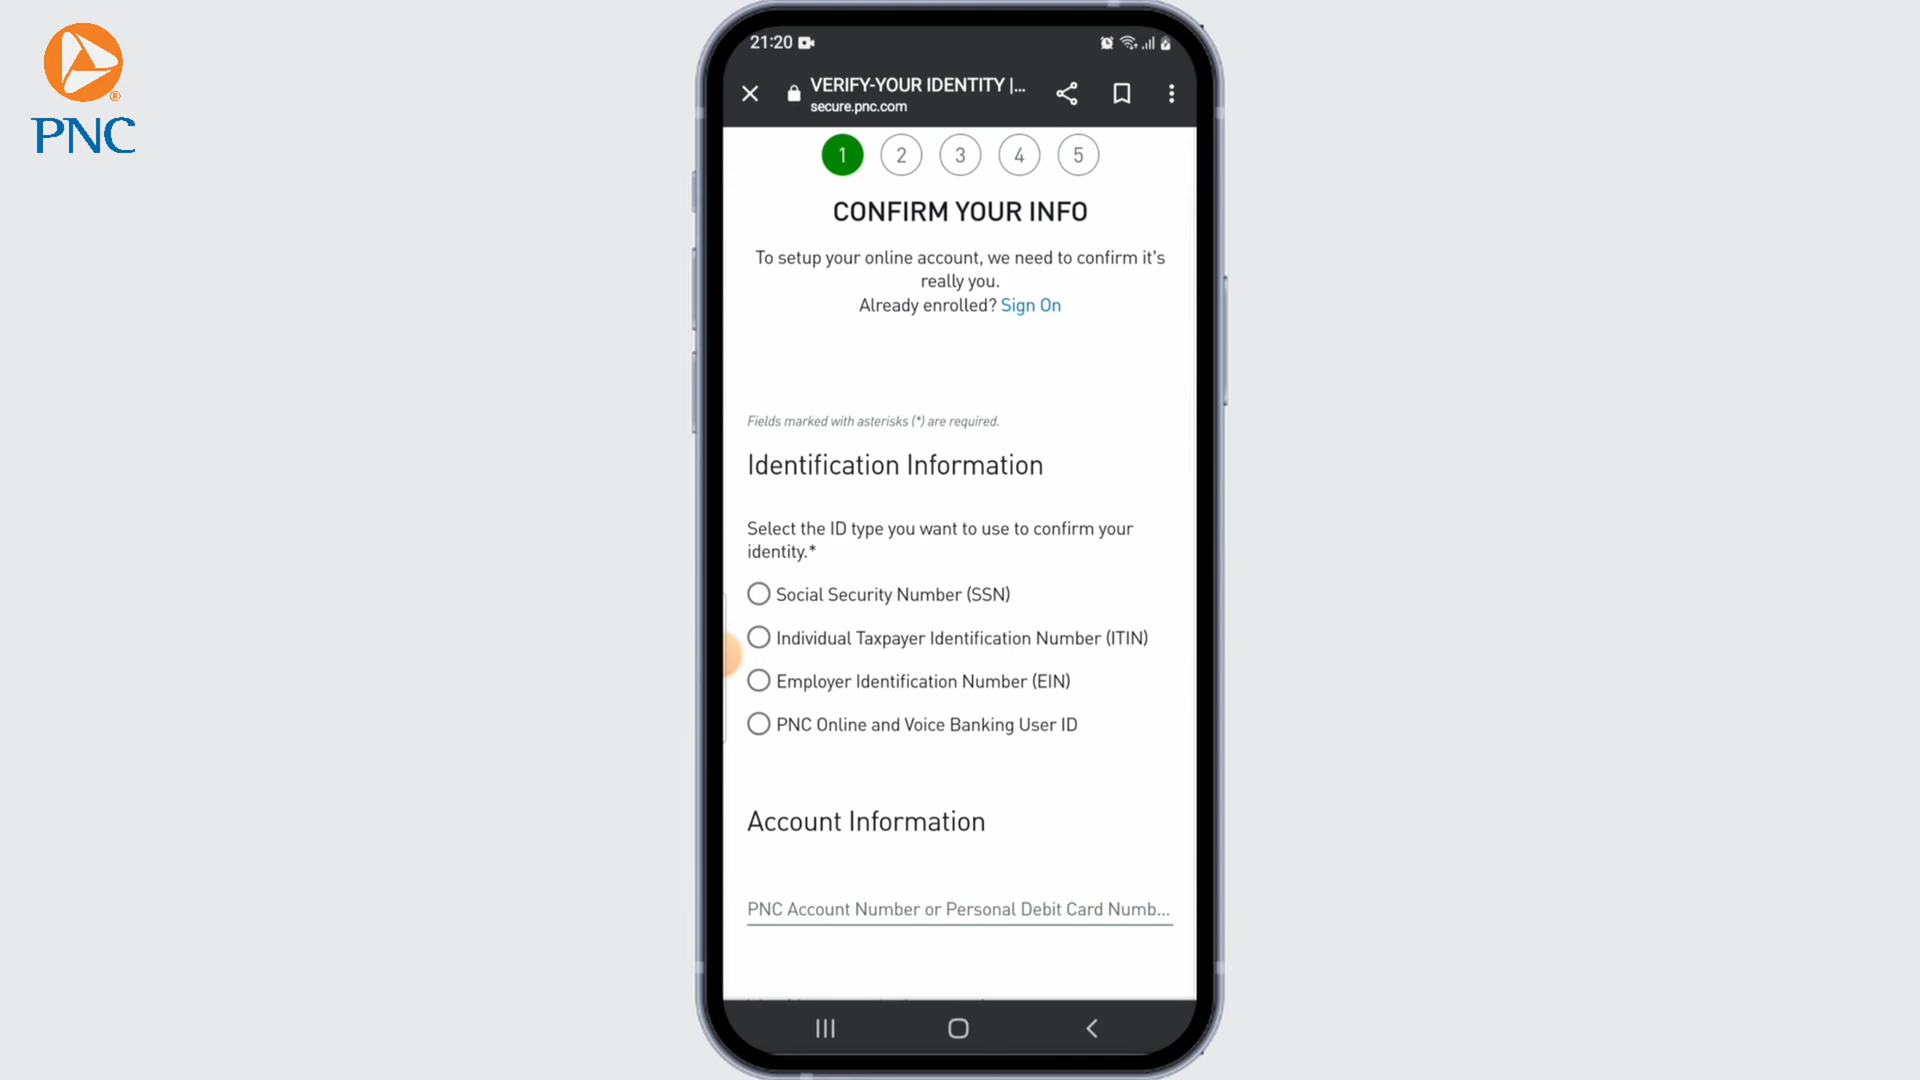 PNC
®
21:20
VERIFY-YOUR IDENTITY |...
secure.pnc.com
1 2 3 4 5
CONFIRM YOUR INFO
To setup your online account, we need to confirm it's
really you.
Already enrolled? Sign On
Fields marked with asterisks (*) are required.
Identification Information
Select the ID type you want to use to confirm your
identity.*
Social Security Number (SSN)
Individual Taxpayer Identification Number (ITIN)
Employer Identification Number (EIN)
PNC Online and Voice Banking User ID
Account Information
PNC Account Number or Personal Debit Card Numb...